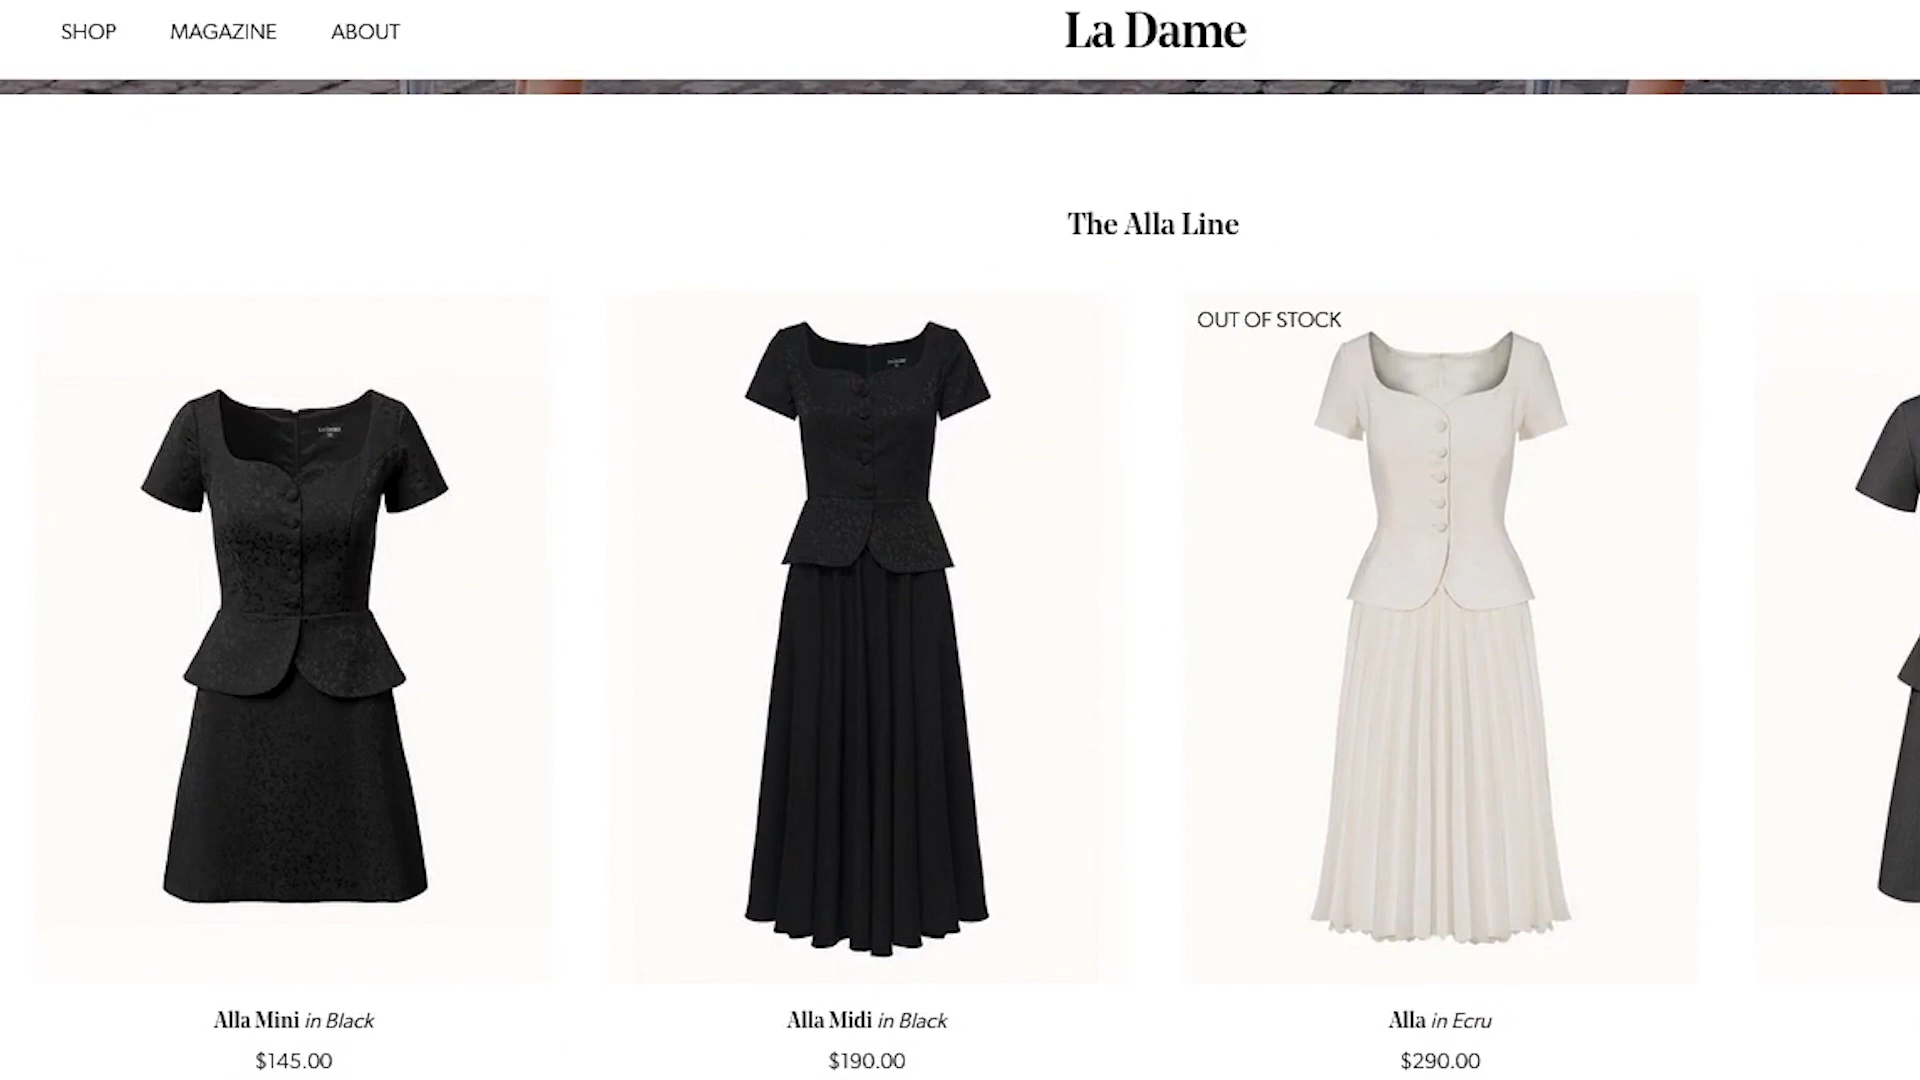 SHOP MAGAZINE ABOUT
La Dame
The Alla Line
OUT OF STOCK
Alla Mini in Black
$145.00
Alla Midi in Black
$190.00
Alla in Ecru
$290.00